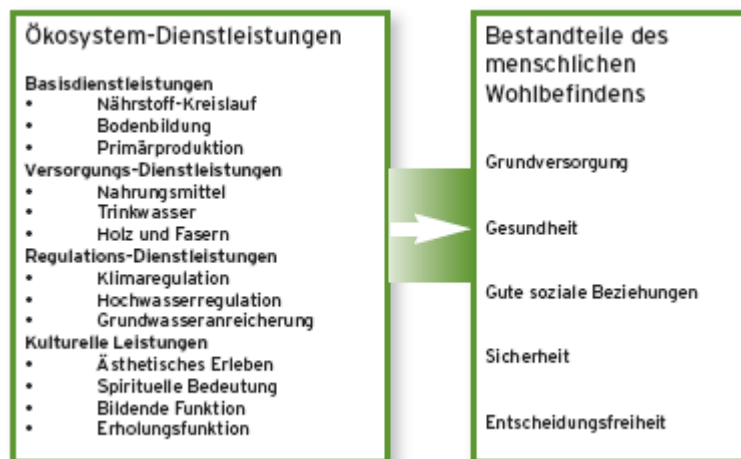 Ökosystem-Dienstleistungen
Basisdienstleistungen
• Nährstoff-Kreislauf
• Bodenbildung
• Primärproduktion
Versorgungs-Dienstleistungen
• Nahrungsmittel
• Trinkwasser
• Holz und Fasern
Regulations-Dienstleistungen
• Klimaregulation
• Hochwasserregulation
• Grundwasseranreicherung
Kulturelle Leistungen
• Ästhetisches Erleben
• Spirituelle Bedeutung
• Bildende Funktion
• Erholungsfunktion
Bestandteile des
menschlichen
Wohlbefindens
Grundversorgung
Gesundheit
Gute soziale Beziehungen
Sicherheit
Entscheidungsfreiheit